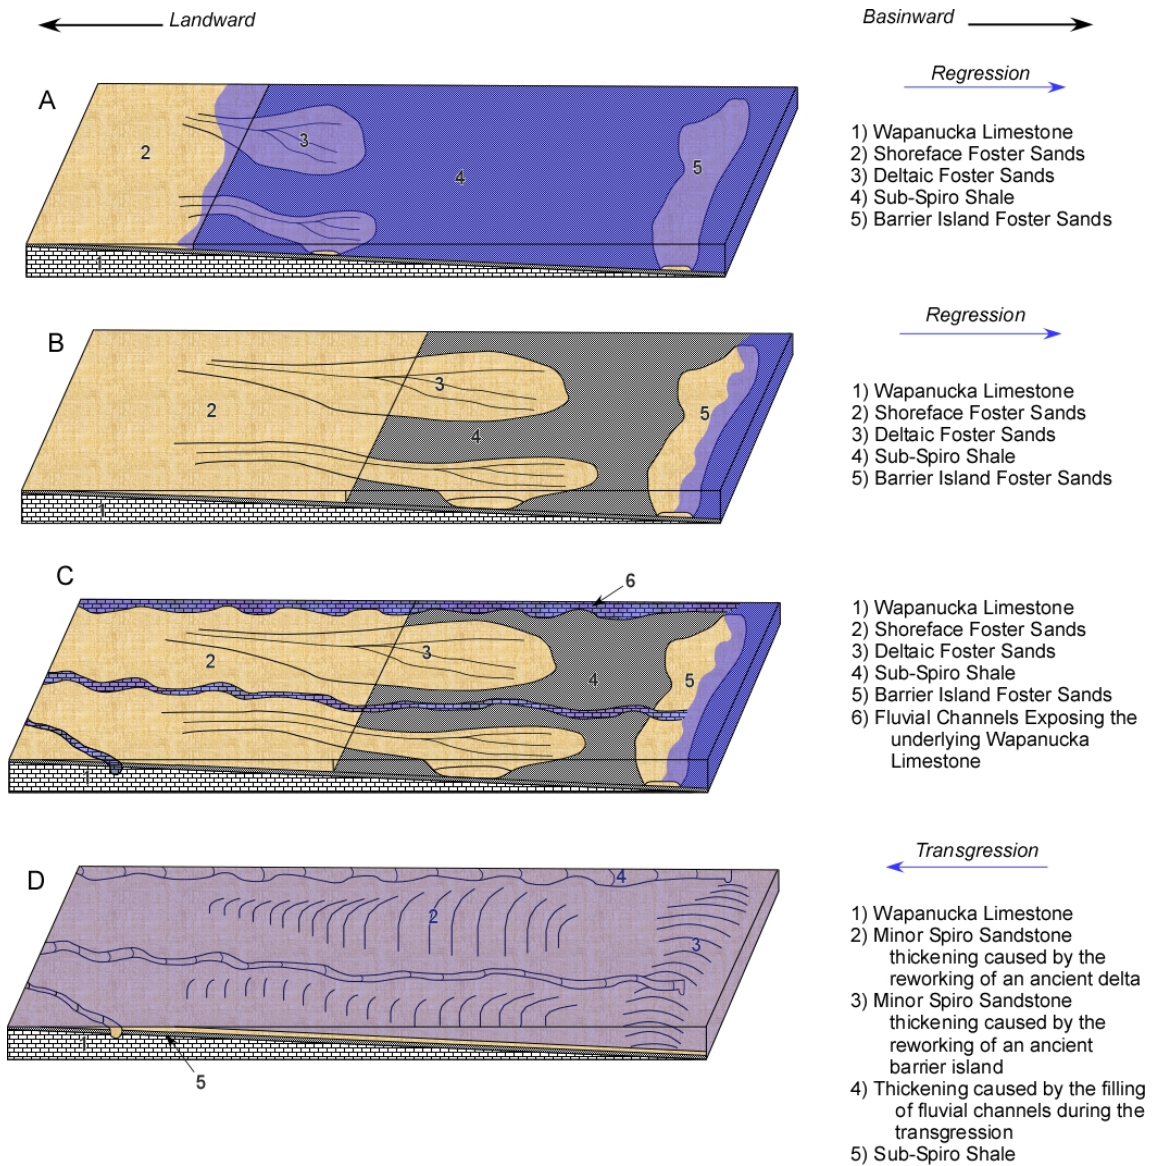 Landward
Basinward
A
Regression
1) Wapanucka Limestone
2) Shoreface Foster Sands
3) Deltaic Foster Sands
4) Sub-Spiro Shale
5) Barrier Island Foster Sands
2
3
4
5
1
B
Regression
1) Wapanucka Limestone
2) Shoreface Foster Sands
3) Deltaic Foster Sands
4) Sub-Spiro Shale
5) Barrier Island Foster Sands
3
2
5
4
1
C
6
1) Wapanucka Limestone
2) Shoreface Foster Sands
3) Deltaic Foster Sands
4) Sub-Spiro Shale
5) Barrier Island Foster Sands
6) Fluvial Channels Exposing the
underlying Wapanucka
Limestone
2
3
4
5
1
D
Transgression
1) Wapanucka Limestone
2) Minor Spiro Sandstone
thickening caused by the
reworking of an ancient delta
3) Minor Spiro Sandstone
thickening caused by the
reworking of an ancient
barrier island
4) Thickening caused by the filling
of fluvial channels during the
transgression
5) Sub-Spiro Shale
4
2
3
1
5